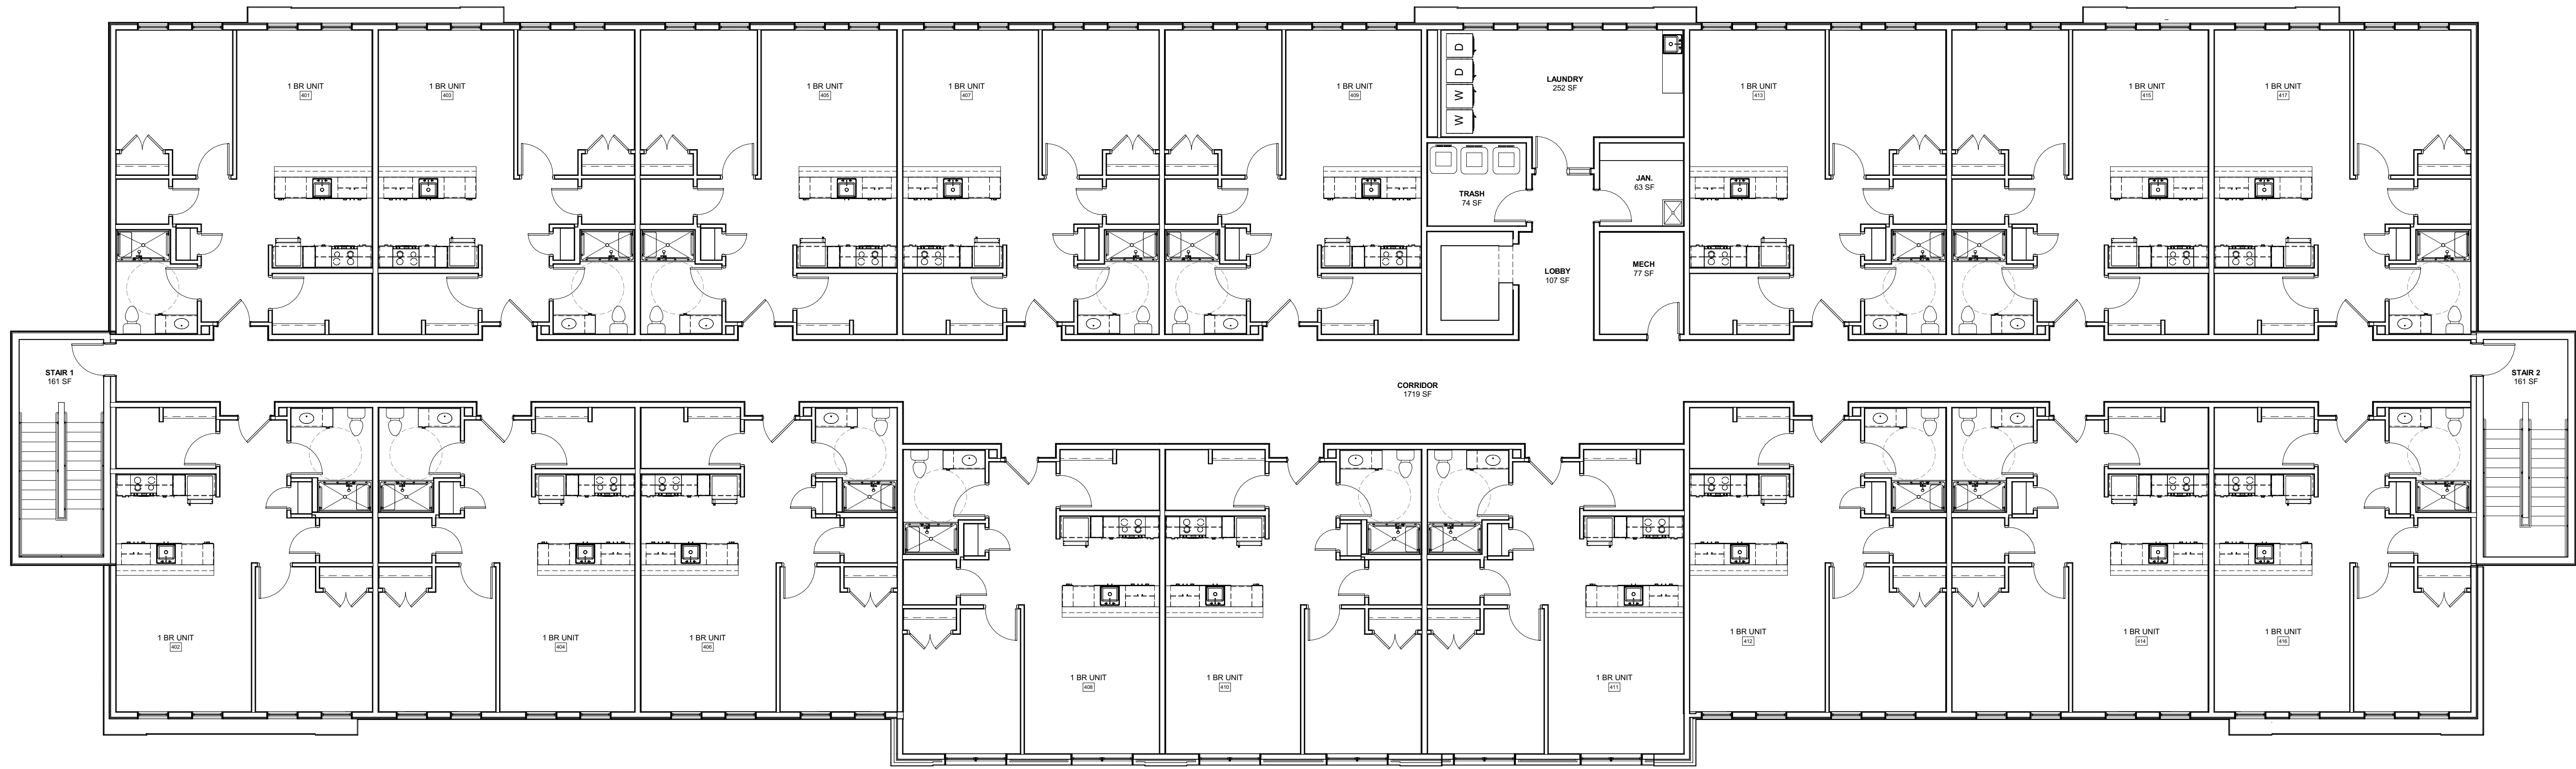 1 BR UNIT
401
1 BR UNIT
403
1 BR UNIT
405
1 BR UNIT
407
1 BR UNIT
409
D
D
W
W
LAUNDRY
252 SF
1 BR UNIT
413
1 BR UNIT
415
1 BR UNIT
417
TRASH
74 SF
JAN.
63 SF
LOBBY
107 SF
MECH
77 SF
STAIR 1
161 SF
CORRIDOR
1719 SF
STAIR 2
161 SF
1 BR UNIT
402
1 BR UNIT
404
1 BR UNIT
406
1 BR UNIT
408
1 BR UNIT
410
1 BR UNIT
411
1 BR UNIT
412
1 BR UNIT
414
1 BR UNIT
416